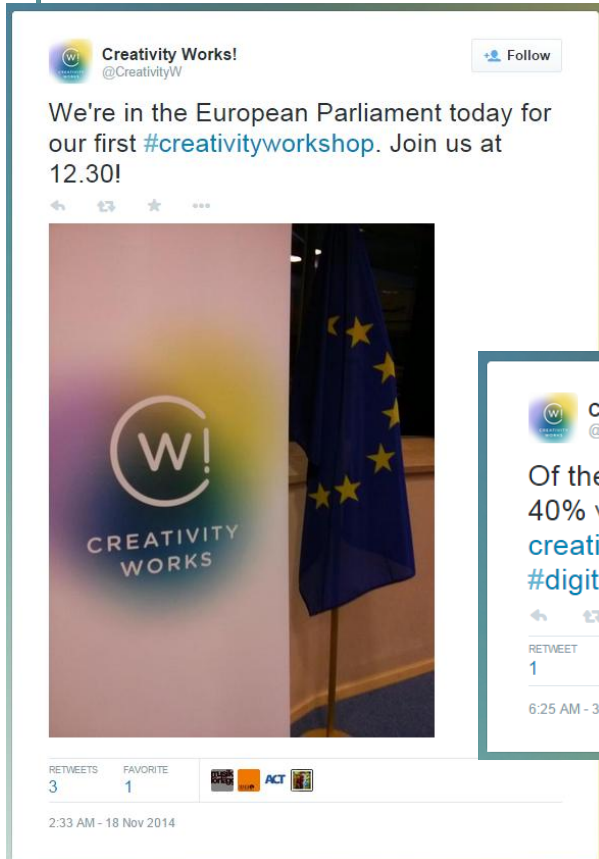 Creativity Works!
@CreativityW
Follow
We're in the European Parliament today for
our first #creativityworkshop. Join us at
12.30!
W!
CREATIVITY
WORKS
RETWEETS FAVORITE
3 1
ACT
2:33 AM - 18 Nov 2014
W!
C
@
Of the
40%
creati
#digit
RETWEET
1
6:25 AM - 3